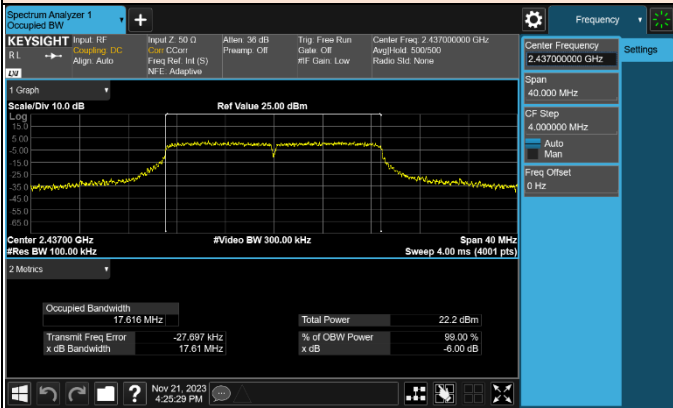 Spectrum Analyzer 1
Occupied BW
Frequency
KEYSIGHT
R L
LXI
Input: RF
Coupling: DC
Align: Auto
Input Z: 50 Ω
Corr CCorr
Freq Ref: Int (S)
NFE: Adaptive
Atten: 36 dB
Preamp: Off
Trig: Free Run
Gate: Off
#IF Gain: Low
Center Freq: 2.437000000 GHz
Avg|Hold: 500/500
Radio Std: None
Center Frequency
2.437000000 GHz
Settings
Span
40.000 MHz
CF Step
4.000000 MHz
Auto
Man
Freq Offset
0 Hz
1 Graph
Scale/Div 10.0 dB
Ref Value 25.00 dBm
Log
15.0
5.00
-5.00
-15.0
-25.0
-35.0
-45.0
-55.0
-65.0
Center 2.43700 GHz
#Video BW 300.00 kHz
Span 40 MHz
#Res BW 100.00 kHz
Sweep 4.00 ms (4001 pts)
2 Metrics
Occupied Bandwidth
17.616 MHz
Total Power 22.2 dBm
Transmit Freq Error -27.697 kHz
% of OBW Power 99.00 %
x dB Bandwidth 17.61 MHz
x dB -6.00 dB
?
Nov 21, 2023
4:25:29 PM